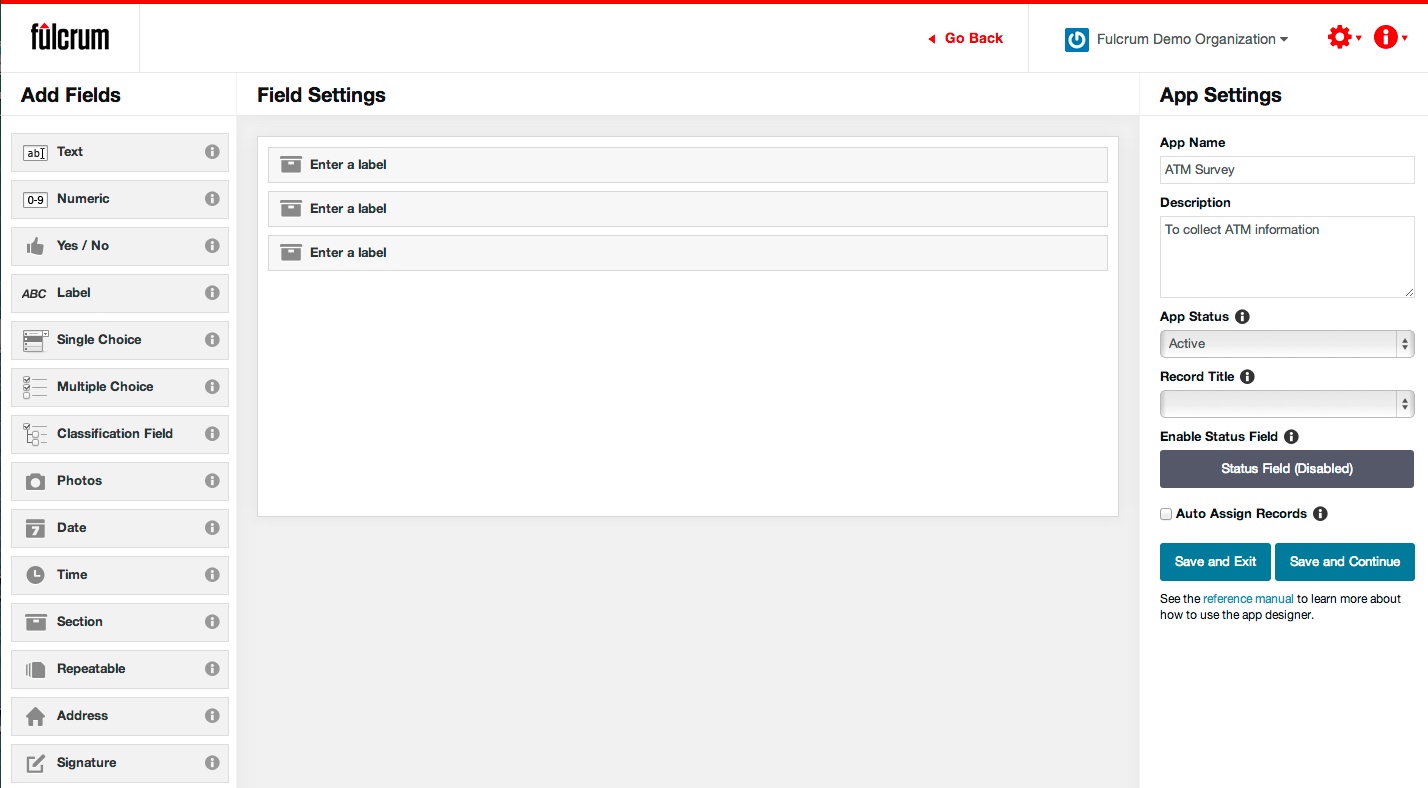 fulcrum
Go Back
Fulcrum Demo Organization
Add Fields
Field Settings
App Settings
abI Text
0-9 Numeric
Yes / No
ABC Label
Single Choice
Multiple Choice
Classification Field
Photos
7 Date
Time
Section
Repeatable
Address
Signature
Enter a label
Enter a label
Enter a label
App Name
ATM Survey
Description
To collect ATM information
App Status
Active
Record Title
Enable Status Field
Status Field (Disabled)
Auto Assign Records
Save and Exit
Save and Continue
See the reference manual to learn more about
how to use the app designer.